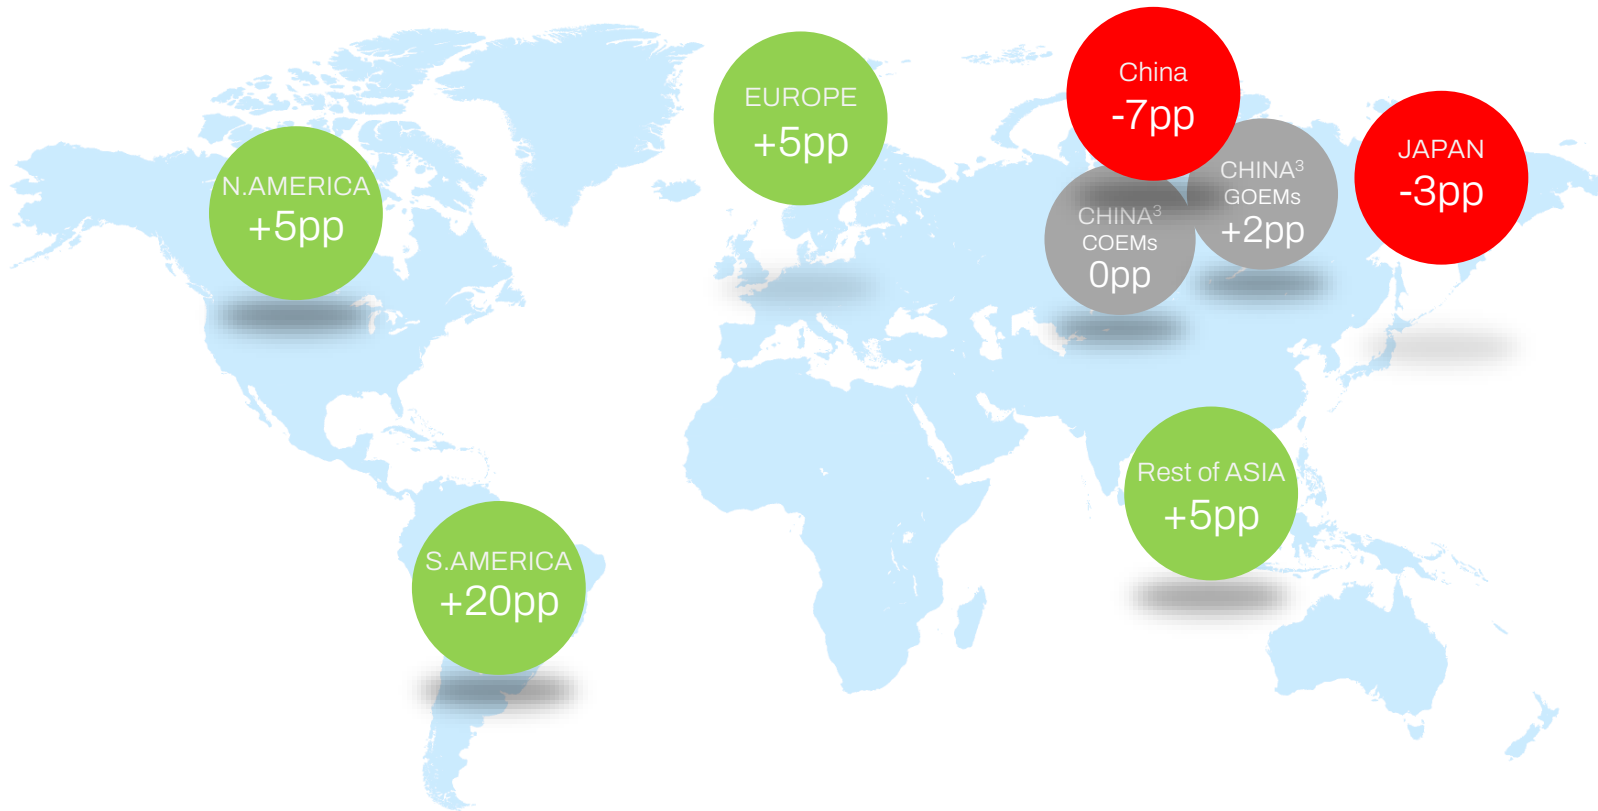 N.AMERICA
+5pp
EUROPE
+5pp
China
-7pp
CHINA³
COEMs
0pp
CHINA³
GOEMs
+2pp
JAPAN
-3pp
S.AMERICA
+20pp
Rest of ASIA
+5pp